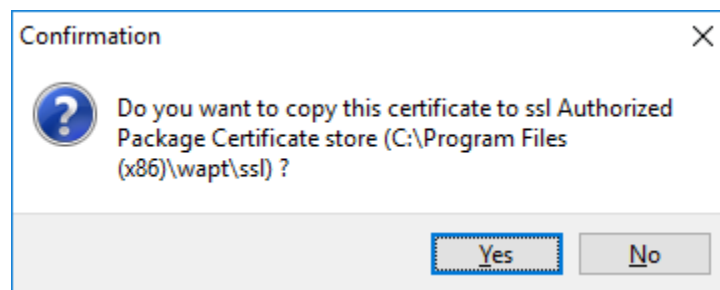 Confirmation
Do you want to copy this certificate to ssl Authorized
Package Certificate store (C:\Program Files
(x86)\wapt\ssl) ?
Yes
No